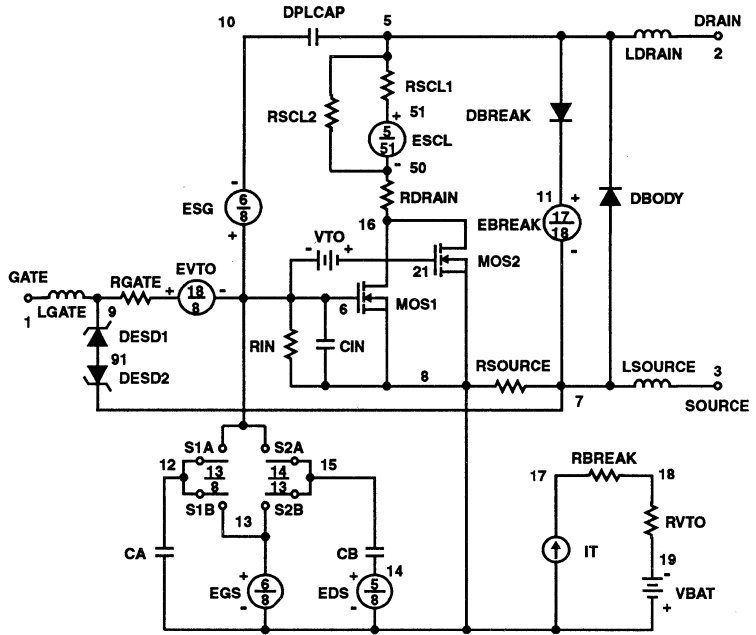 10
DPLCAP
5
DRAIN
LDRAIN
2
RSCL1
RSCL2
51
DBREAK
+
5
51
ESCL
-
50
-
ESG
6
8
+
RDRAIN
11
+
EBREAK
17
18
-
DBODY
16
VTO
- +
GATE
RGATE
EVTO
+
18
8
-
21
MOS2
1
LGATE
9
6
MOS1
DESD1
91
DESD2
RIN
CIN
8
RSOURCE
LSOURCE
3
7
SOURCE
S1A
S2A
12
13
8
14
13
15
S1B
S2B
13
RBREAK
17
18
RVTO
CA
CB
14
IT
19
+
EGS
6
8
-
+
EDS
5
8
-
-
VBAT
+